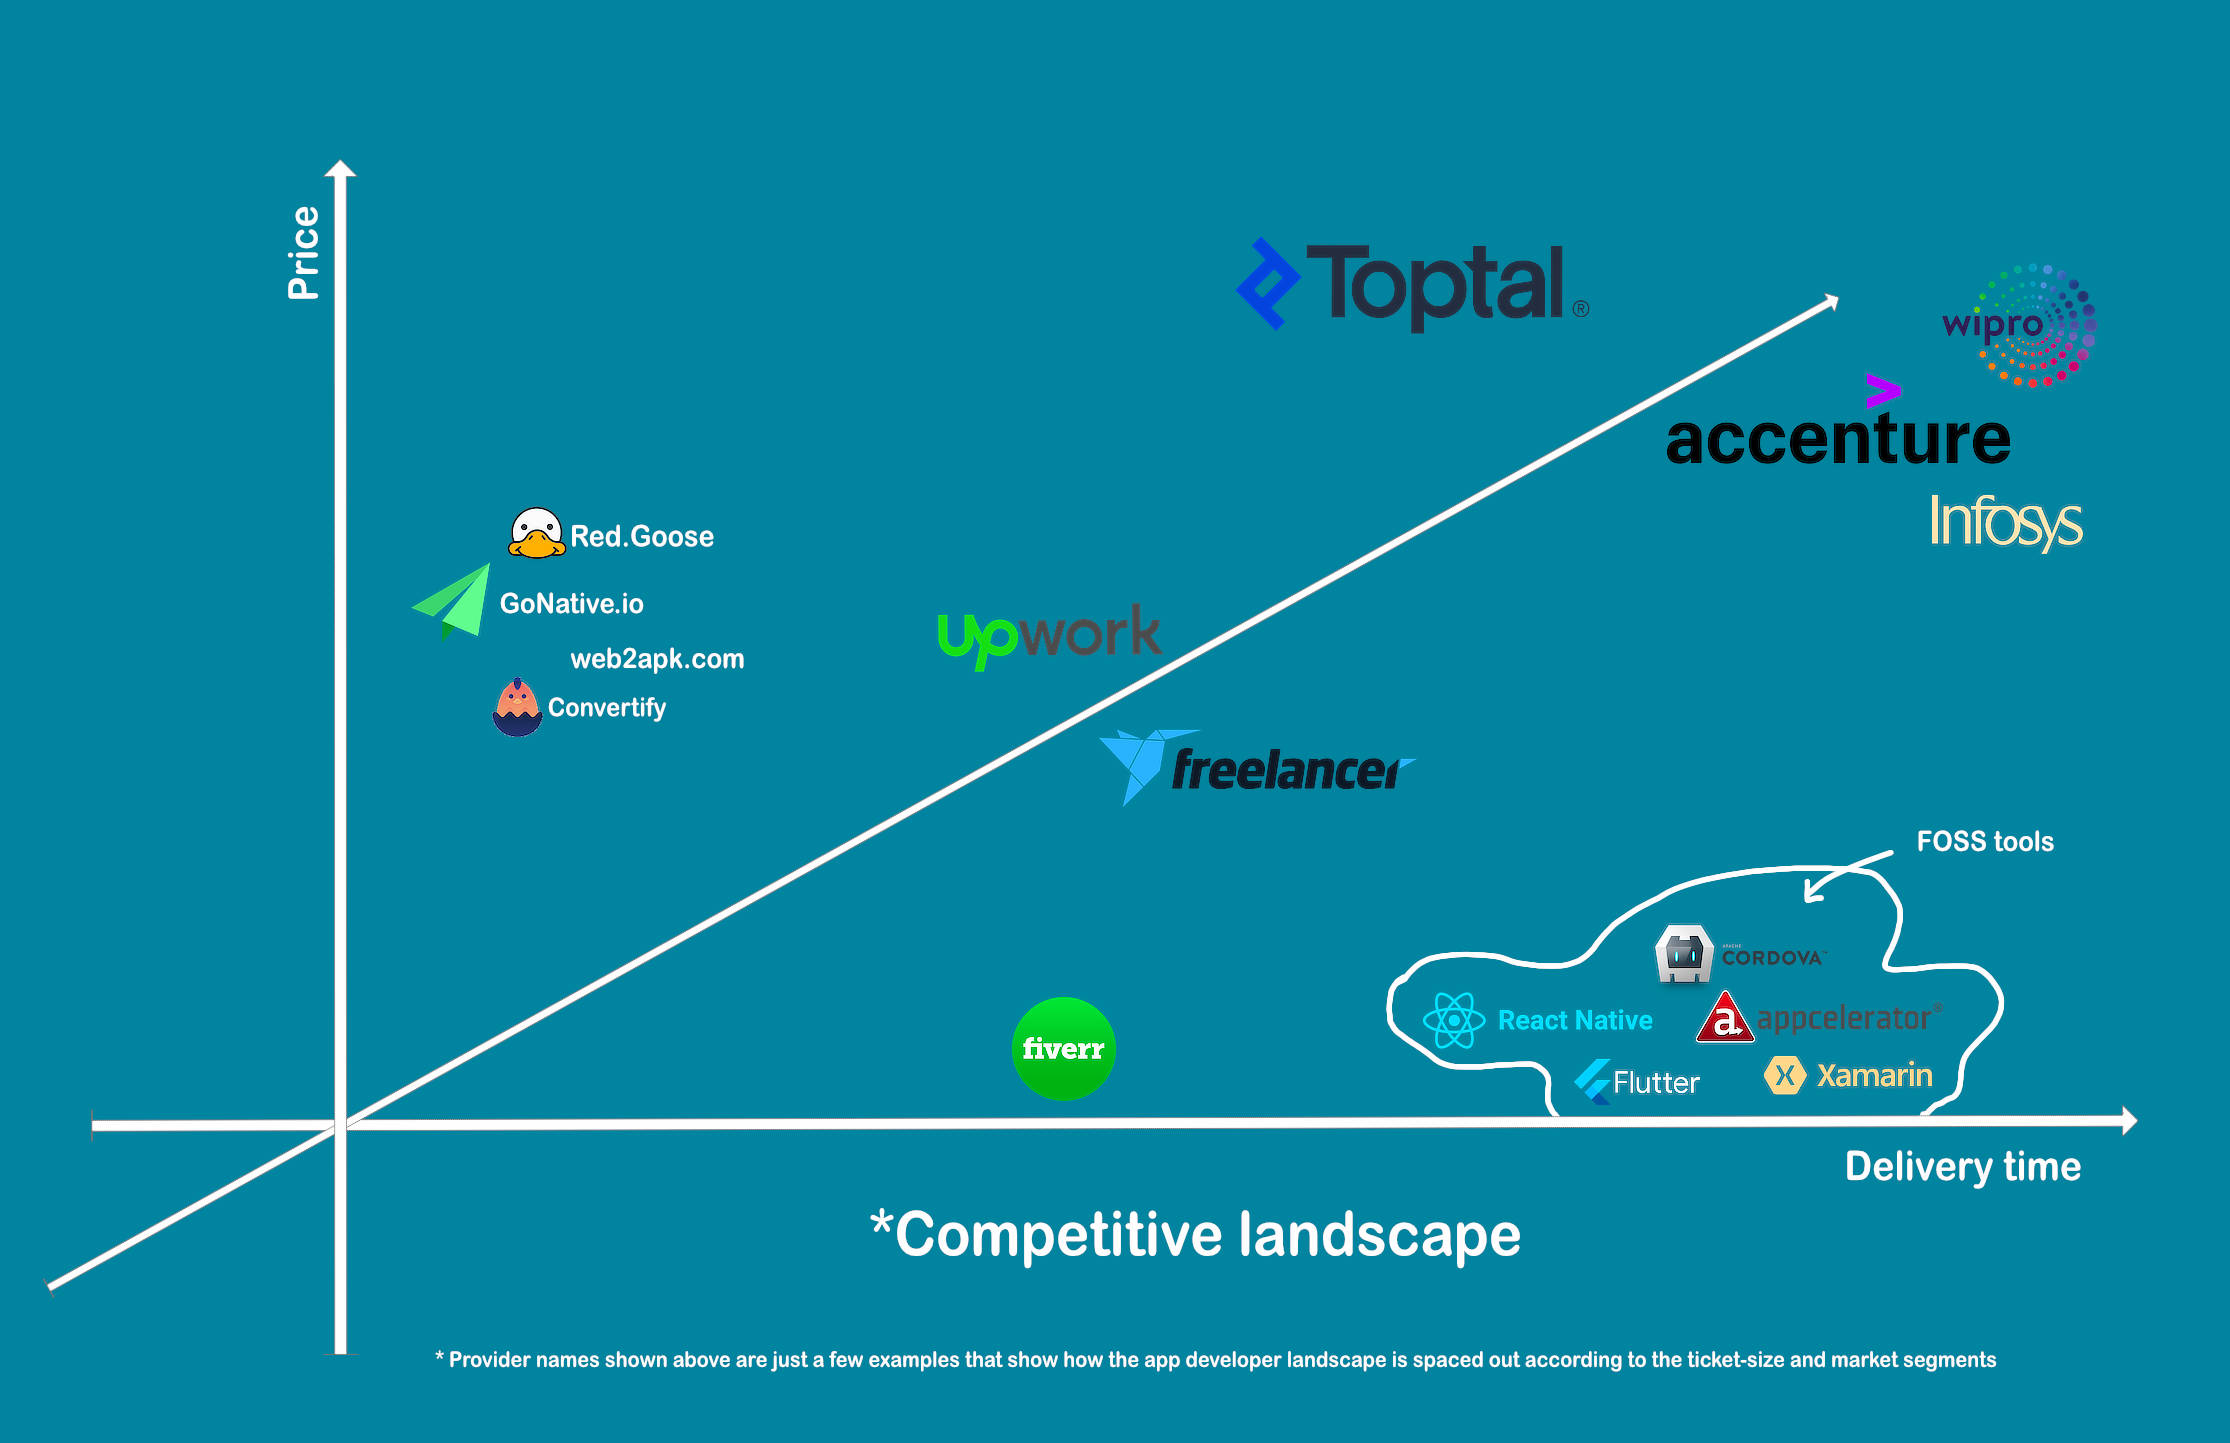 Price
Toptal®
wipro
accenture
Infosys
Red.Goose
GoNative.io
web2apk.com
Convertify
upwork
freelancer
FOSS tools
APACHE
CORDOVA™
React Native
appcelerator®
Flutter
Xamarin
fiverr
Delivery time
*Competitive landscape
* Provider names shown above are just a few examples that show how the app developer landscape is spaced out according to the ticket-size and market segments